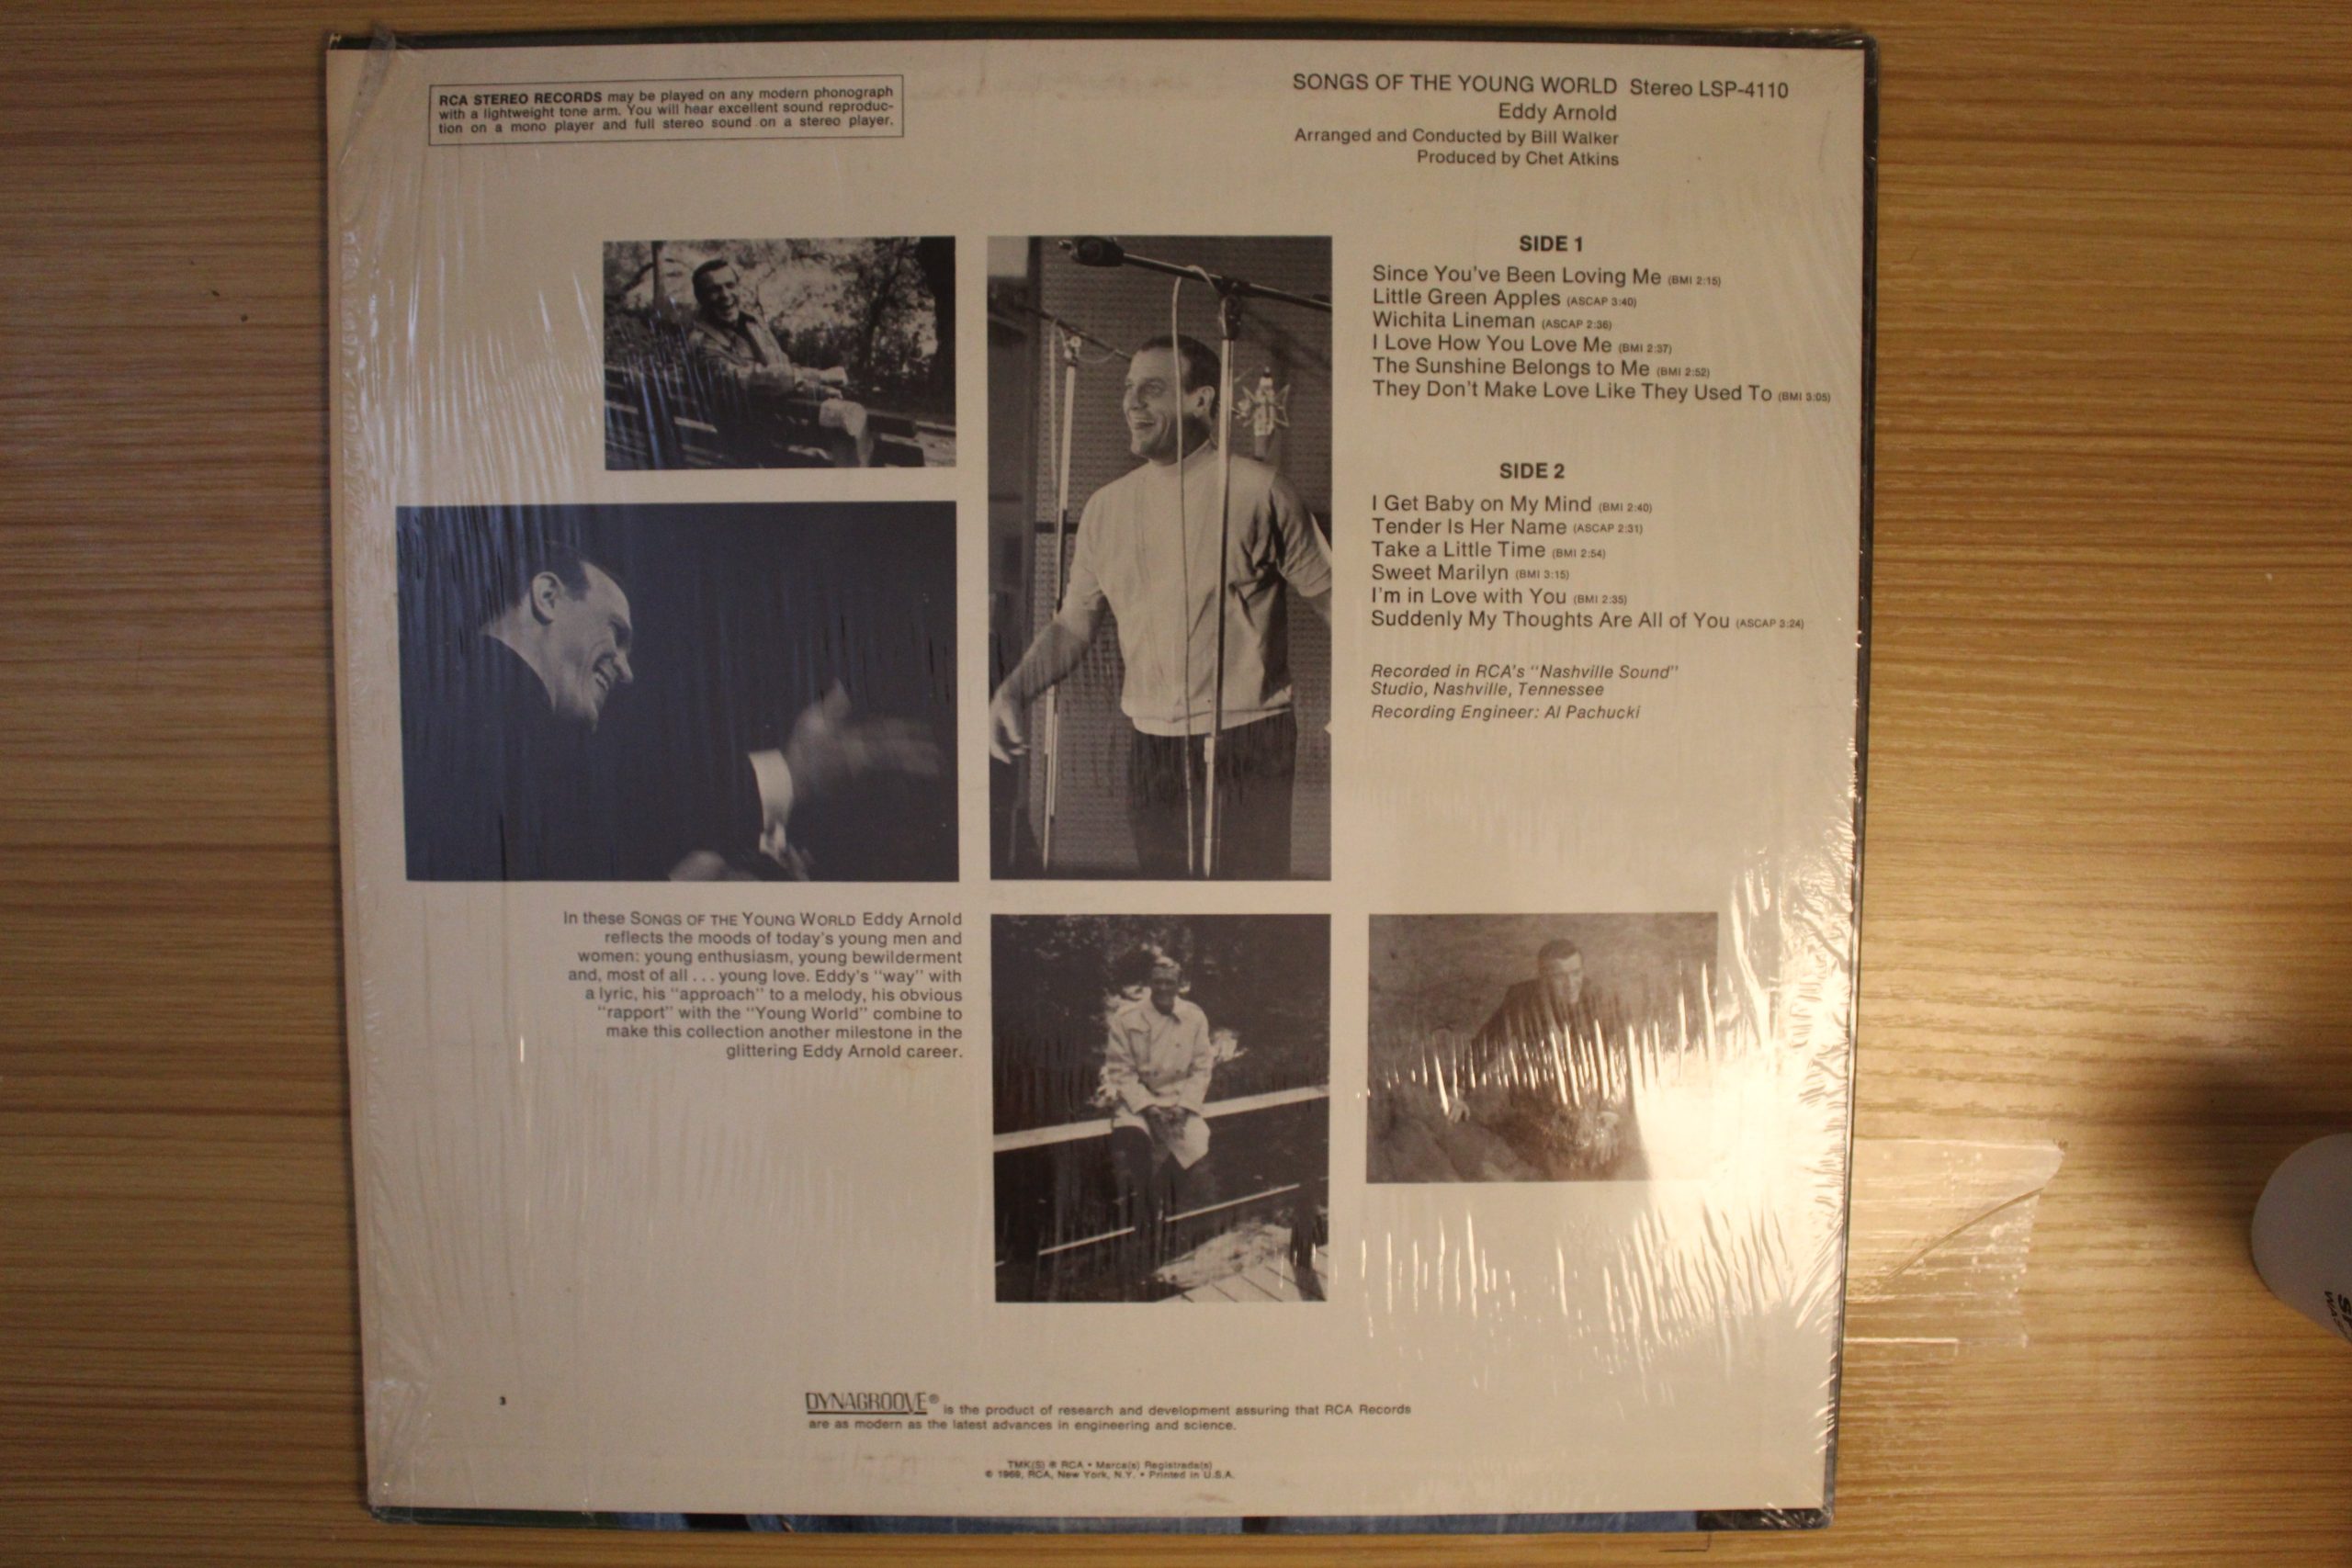 RCA STEREO RECORDS may be played on any modern phonograph
with a lightweight tone arm. You will hear excellent sound reproduc-
tion on a mono player and full stereo sound on a stereo player.
SONGS OF THE YOUNG WORLD Stereo LSP-4110
Eddy Arnold
Arranged and Conducted by Bill Walker
Produced by Chet Atkins
SIDE 1
Since You've Been Loving Me (BMI 2:15)
Little Green Apples (ASCAP 3:40)
Wichita Lineman (ASCAP 2:36)
I Love How You Love Me (BMI 2:37)
The Sunshine Belongs to Me (BMI 2:52)
They Don't Make Love Like They Used To (BMI 3:05)
SIDE 2
I Get Baby on My Mind (BMI 2:40)
Tender Is Her Name (ASCAP 2:31)
Take a Little Time (BMI 2:54)
Sweet Marilyn (BMI 3:15)
I'm in Love with You (BMI 2:35)
Suddenly My Thoughts Are All of You (ASCAP 3:24)
Recorded in RCA's "Nashville Sound"
Studio, Nashville, Tennessee
Recording Engineer: Al Pachucki
In these SONGS OF THE YOUNG WORLD Eddy Arnold
reflects the moods of today's young men and
women: young enthusiasm, young bewilderment
and, most of all . . . young love. Eddy's "way" with
a lyric, his "approach" to a melody, his obvious
"rapport" with the "Young World" combine to
make this collection another milestone in the
glittering Eddy Arnold career.
3
DYNAGROOVE® is the product of research and development assuring that RCA Records
are as modern as the latest advances in engineering and science.
TMK(S) ® RCA • Marca(s) Registrada(s)
© 1969, RCA, New York, N.Y. • Printed in U.S.A.